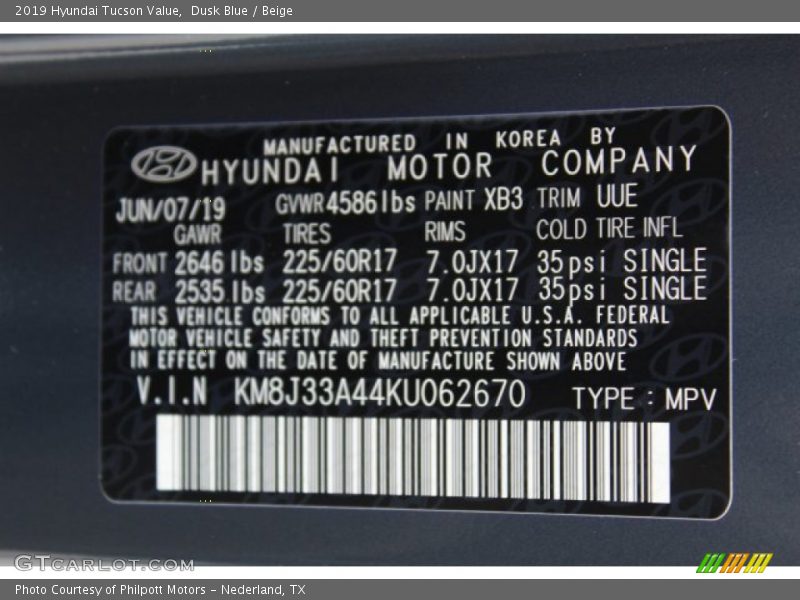 2019 Hyundai Tucson Value,  Dusk Blue / Beige
MANUFACTURED IN KOREA BY
HYUNDAI MOTOR COMPANY
JUN/07/19 GVWR4586lbs PAINT XB3 TRIM UUE
GAWR TIRES RIMS COLD TIRE INFL
FRONT 2646 lbs 225/60R17 7.0JX17 35psi SINGLE
REAR 2535 lbs 225/60R17 7.0JX17 35psi SINGLE
THIS VEHICLE CONFORMS TO ALL APPLICABLE U.S.A. FEDERAL
MOTOR VEHICLE SAFETY AND THEFT PREVENTION STANDARDS
IN EFFECT ON THE DATE OF MANUFACTURE SHOWN ABOVE
V.I.N KM8J33A44KU062670 TYPE : MPV
GTCARLOT.COM
Photo Courtesy of Philpott Motors - Nederland, TX